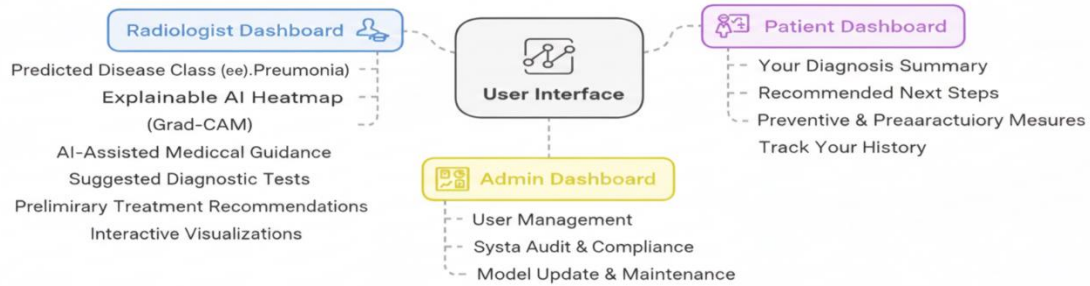 Radiologist Dashboard
Predicted Disease Class (ee).Preumonia)
Explainable AI Heatmap
(Grad-CAM)
AI-Assisted Mediccal Guidance
Suggested Diagnostic Tests
Prelimirary Treatment Recommendations
Interactive Visualizations
User Interface
Patient Dashboard
Your Diagnosis Summary
Recommended Next Steps
Preventive & Preaaractuiory Mesures
Track Your History
Admin Dashboard
User Management
Systa Audit & Compliance
Model Update & Maintenance